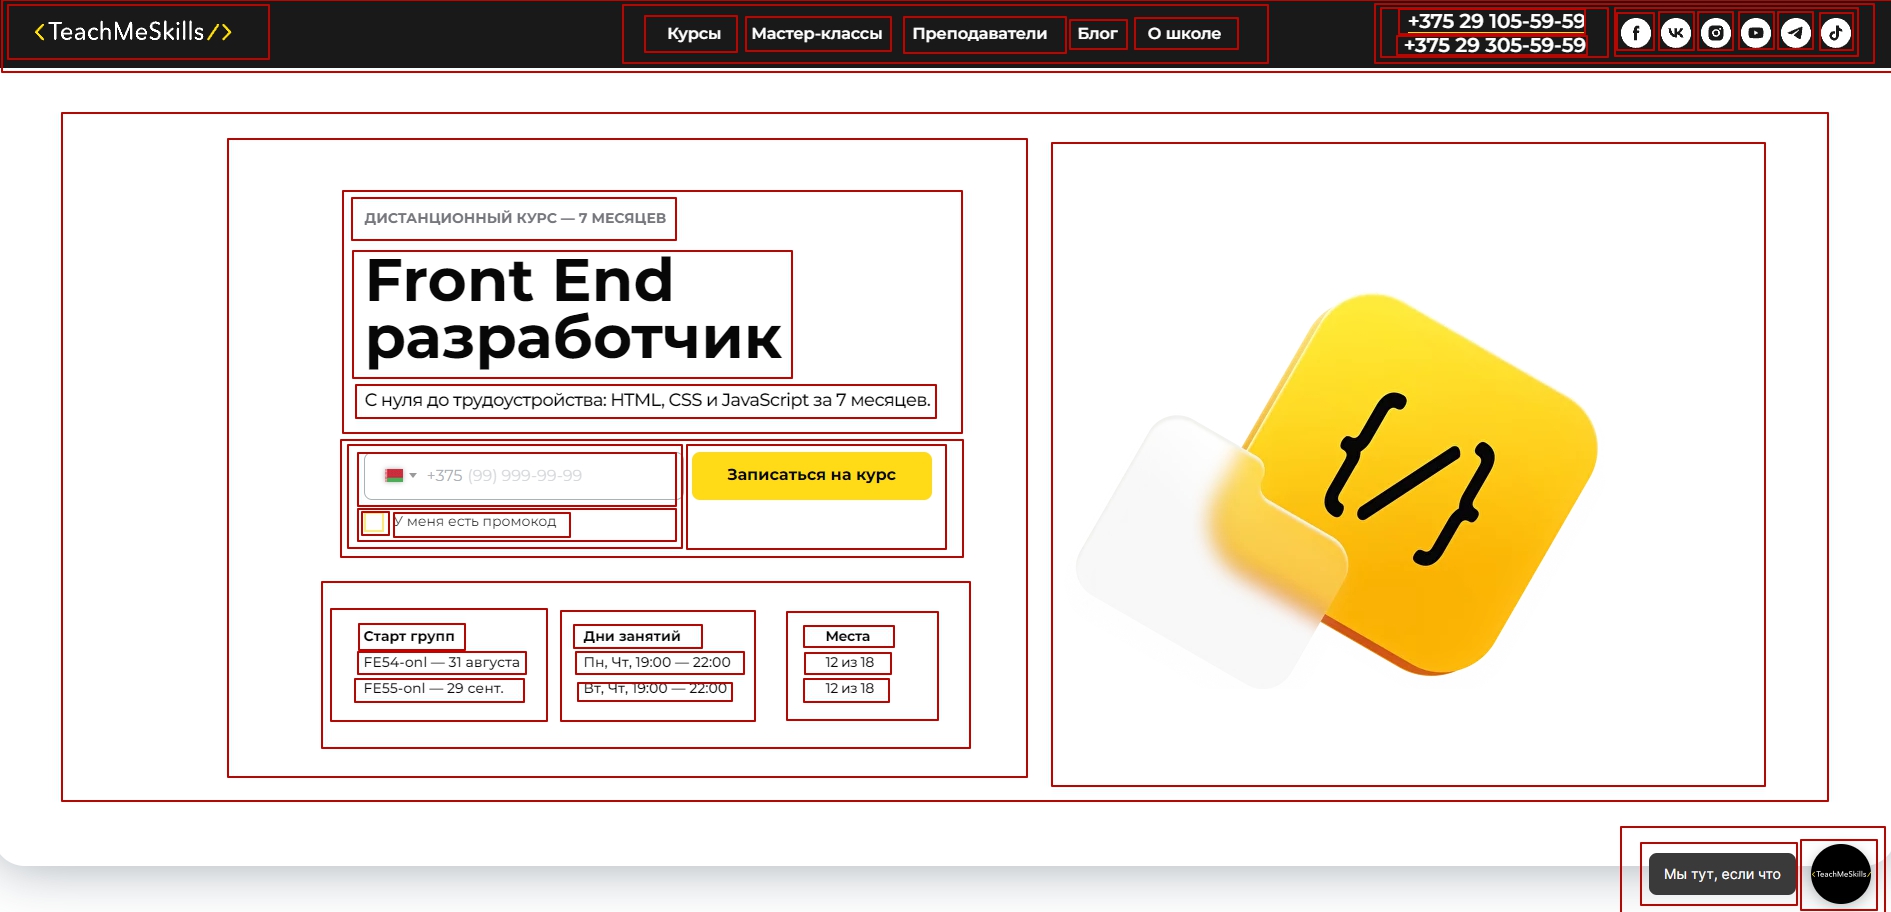 <TeachMeSkills/>
Курсы
Мастер-классы
Преподаватели
Блог
О школе
+375 29 105-59-59
+375 29 305-59-59
ДИСТАНЦИОННЫЙ КУРС — 7 МЕСЯЦЕВ
Front End
разработчик
С нуля до трудоустройства: HTML, CSS и JavaScript за 7 месяцев.
+375 (99) 999-99-99
Записаться на курс
У меня есть промокод
Старт групп
FE54-onl — 31 августа
FE55-onl — 29 сент.
Дни занятий
Пн, Чт, 19:00 — 22:00
Вт, Чт, 19:00 — 22:00
Места
12 из 18
12 из 18
{/}
Мы тут, если что
<TeachMeSkills/